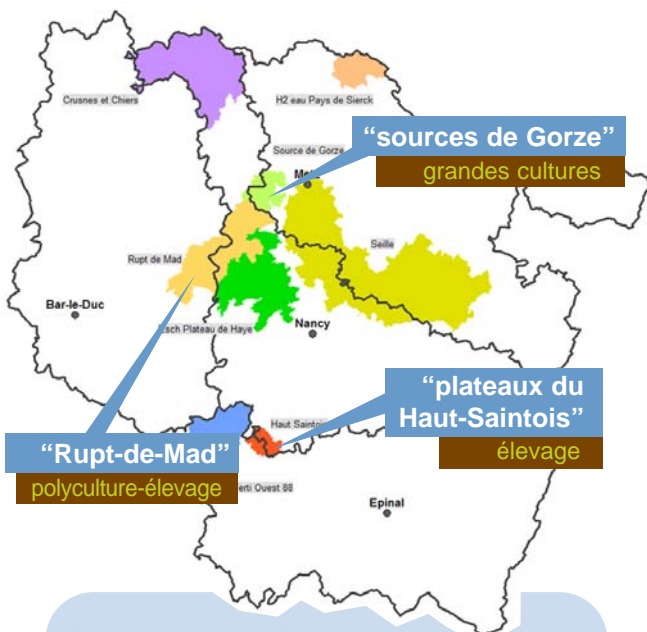 Crusnes et Chiers
H2 eau Pays de Sierck
“sources de Gorze”
grandes cultures
Source de Gorze
Seille
Rupt de Mad
Bar-le-Duc
Esch Plateau de Haye
Nancy
“plateaux du
Haut-Saintois”
élevage
Haut Saintois
“Rupt-de-Mad”
polyculture-élevage
Ouest 88
Epinal